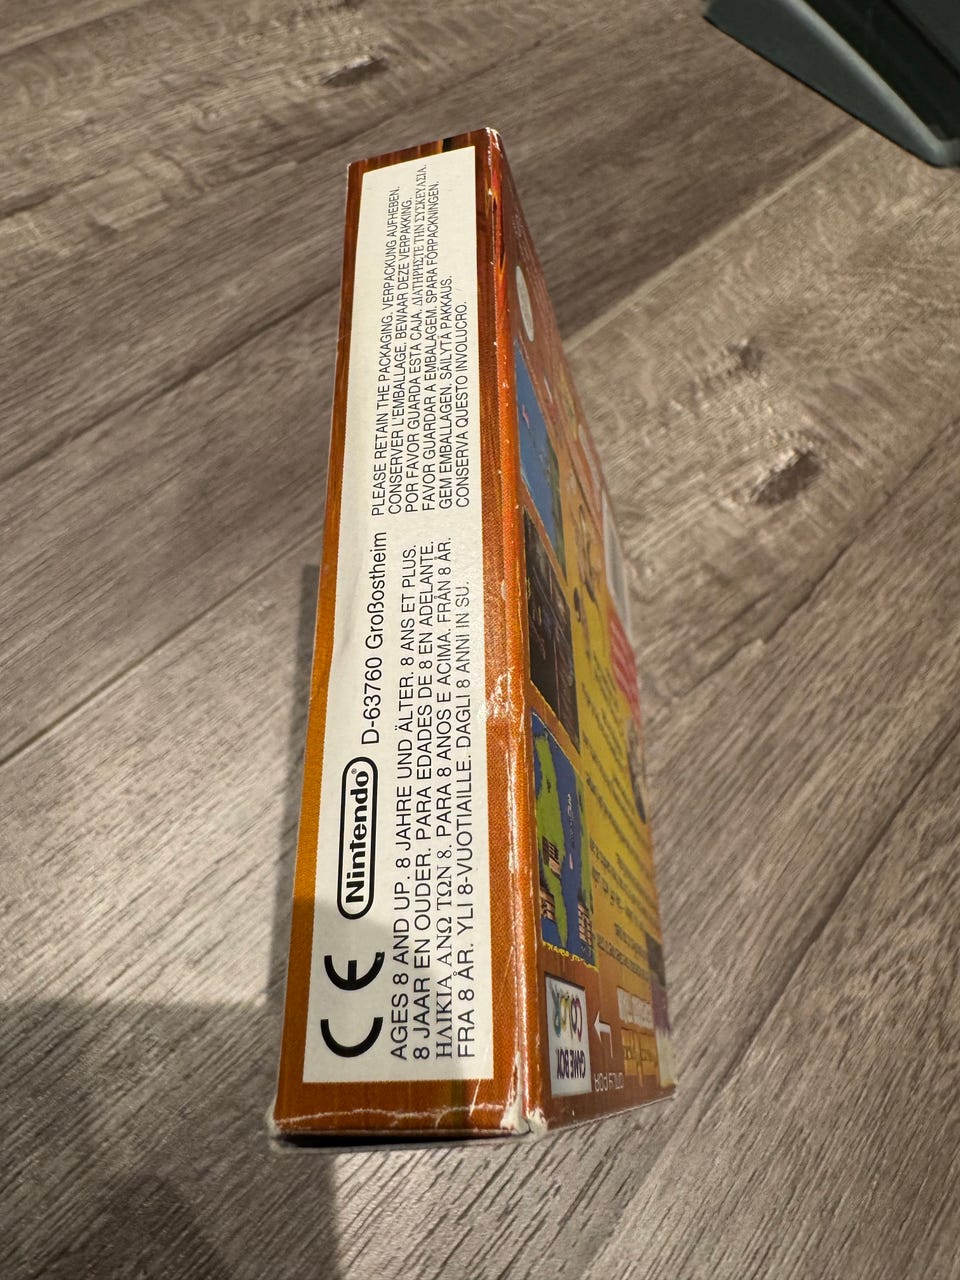 CE Nintendo® D-63760 Großostheim
AGES 8 AND UP. 8 JAHRE UND ÄLTER. 8 ANS ET PLUS.
8 JAAR EN OUDER. PARA EDADES DE 8 EN ADELANTE.
ΗΛΙΚΙΑ ΑΝΩ ΤΩΝ 8. PARA 8 ANOS E ACIMA. FRÅN 8 ÅR.
FRA 8 ÅR. YLI 8-VUOTIAILLE. DAGLI 8 ANNI IN SU.
PLEASE RETAIN THE PACKAGING. VERPACKUNG AUFHEBEN.
CONSERVER L'EMBALLAGE. BEWAAR DEZE VERPAKKING.
POR FAVOR GUARDA ESTA CAJA. ΔΙΑΤΗΡΗΣΤΕ ΤΗΝ ΣΥΣΚΕΥΑΣΙΑ.
FAVOR GUARDAR A EMBALAGEM. SPARA FÖRPACKNINGEN.
GEM EMBALLAGEN. SÄILYTÄ PAKKAUS.
CONSERVA QUESTO INVOLUCRO.
ONLY FOR
GAME BOY COLOR